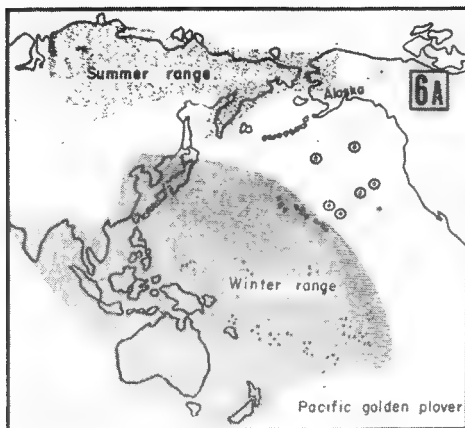 Summer range
Alaska
6A
Winter range
Pacific golden plover